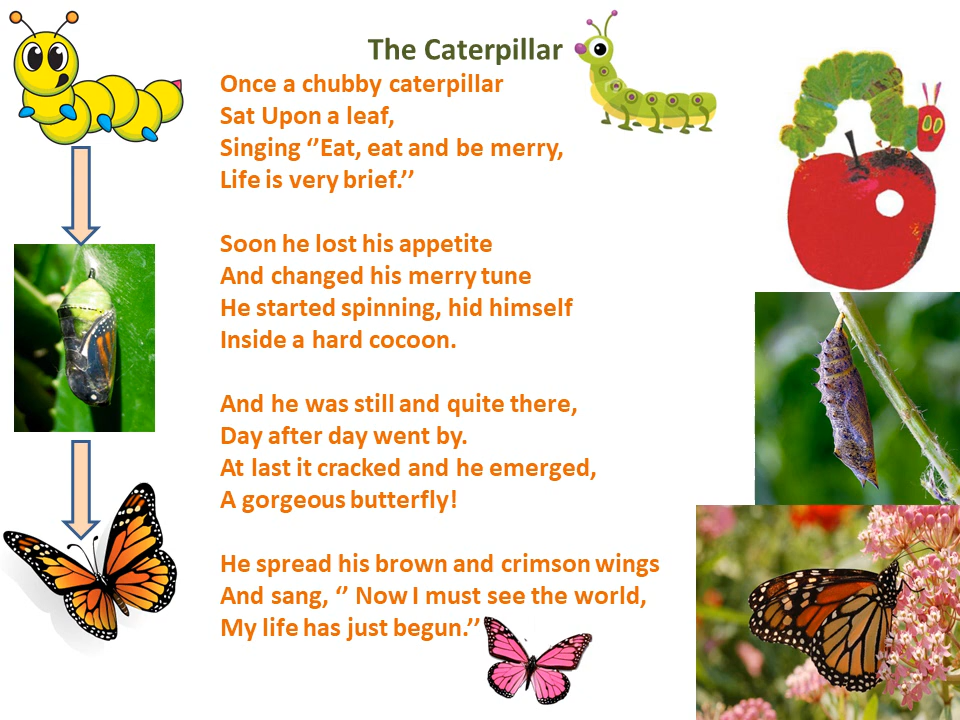 The Caterpillar
Once a chubby caterpillar
Sat Upon a leaf,
Singing ‘’Eat, eat and be merry,
Life is very brief.’’
Soon he lost his appetite
And changed his merry tune
He started spinning, hid himself
Inside a hard cocoon.
And he was still and quite there,
Day after day went by.
At last it cracked and he emerged,
A gorgeous butterfly!
He spread his brown and crimson wings
And sang, ‘’ Now I must see the world,
My life has just begun.’’